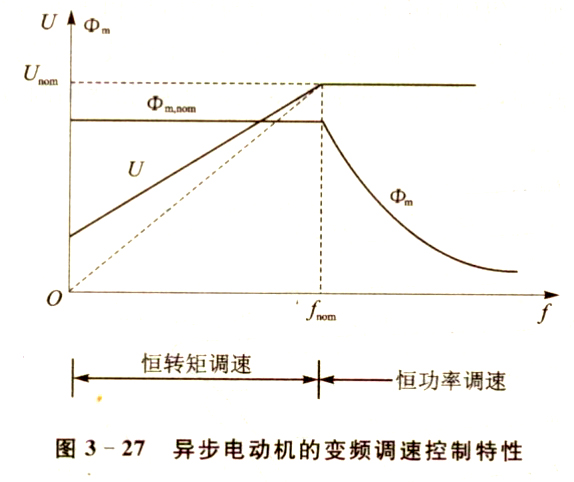 U Φm
Unom
Φm,nom
U
Φm
O
fnom
f
恒转矩调速
恒功率调速
图 3-27 异步电动机的变频调速控制特性